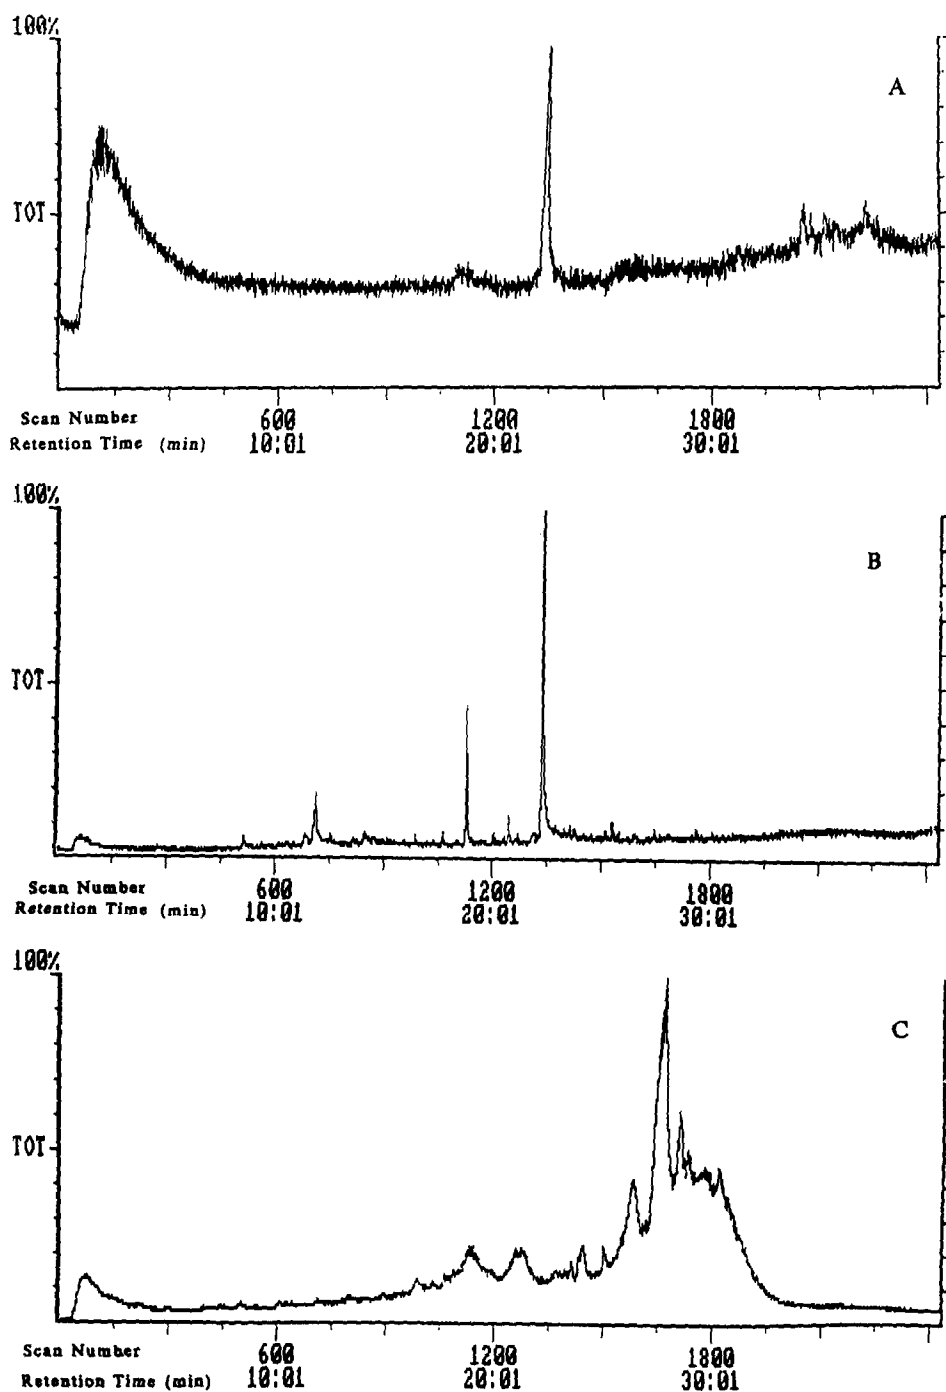 100%
A
TOT
Scan Number 600 1200 1800
Retention Time (min) 10:01 20:01 30:01
100%
B
TOT
Scan Number 600 1200 1800
Retention Time (min) 10:01 20:01 30:01
100%
C
TOT
Scan Number 600 1200 1800
Retention Time (min) 10:01 20:01 30:01